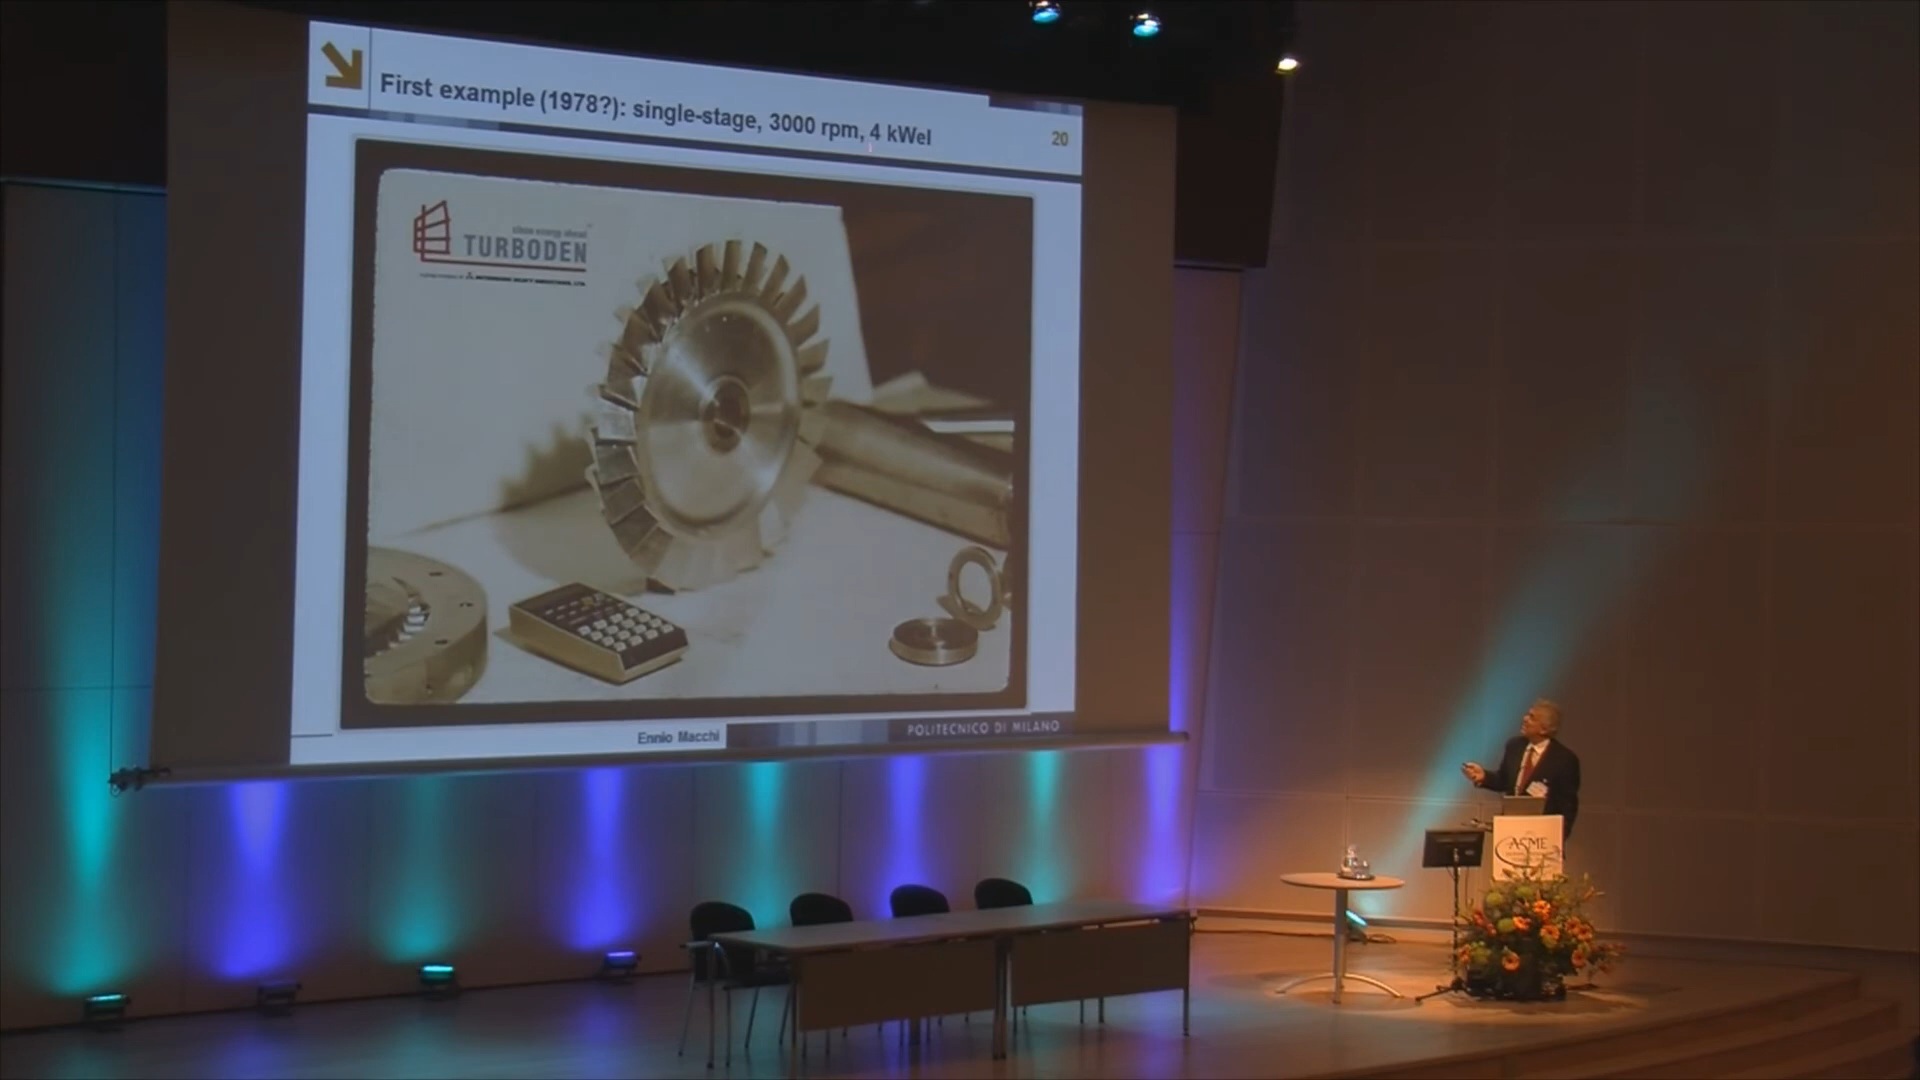 First example (1978?): single-stage, 3000 rpm, 4 kWel
20
TURBODEN
Ennio Macchi
POLITECNICO DI MILANO
ASME